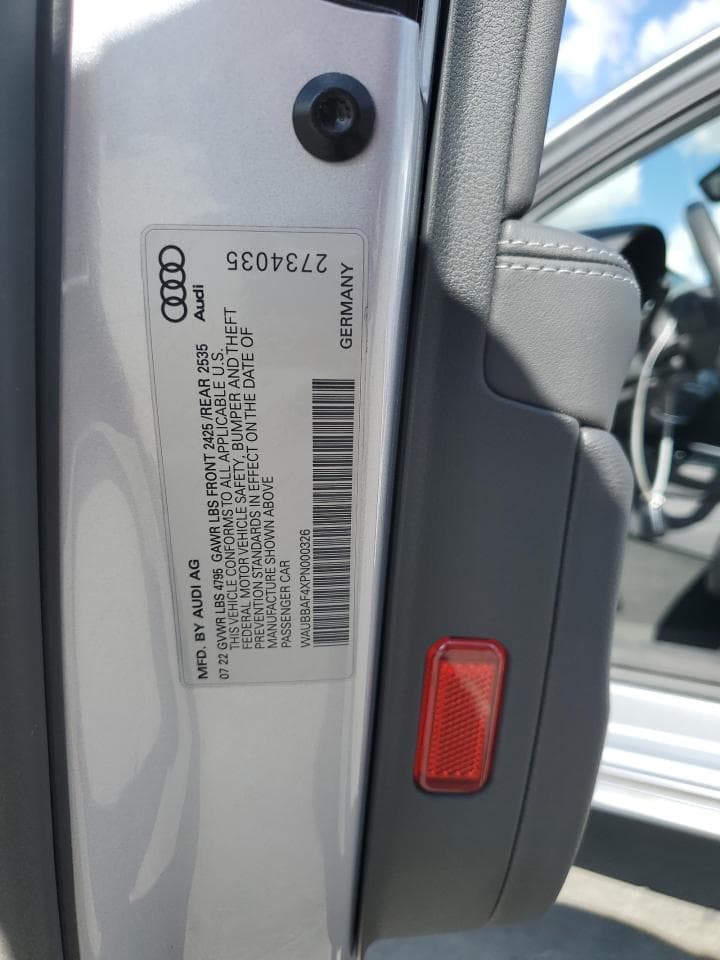 MFD. BY AUDI AG
Audi
07 22 GVWR LBS 4795 GAWR LBS FRONT 2425 /REAR 2535
THIS VEHICLE CONFORMS TO ALL APPLICABLE U.S.
FEDERAL MOTOR VEHICLE SAFETY, BUMPER AND THEFT
PREVENTION STANDARDS IN EFFECT ON THE DATE OF
MANUFACTURE SHOWN ABOVE
PASSENGER CAR
WAUBBAF4XPN000326
GERMANY
2734035